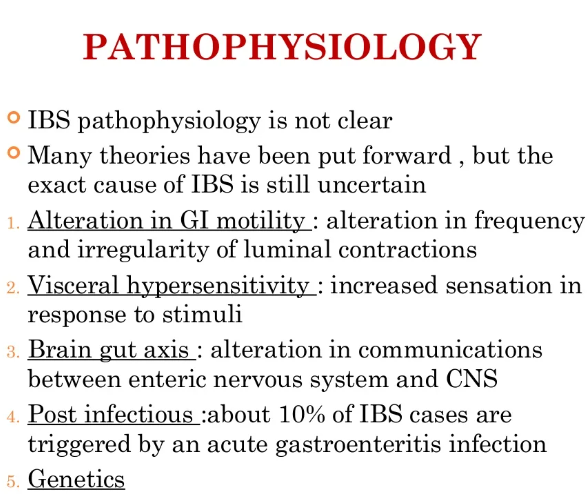 PATHOPHYSIOLOGY
IBS pathophysiology is not clear
Many theories have been put forward , but the
exact cause of IBS is still uncertain
1. Alteration in GI motility : alteration in frequency
and irregularity of luminal contractions
2. Visceral hypersensitivity : increased sensation in
response to stimuli
3. Brain gut axis : alteration in communications
between enteric nervous system and CNS
4. Post infectious :about 10% of IBS cases are
triggered by an acute gastroenteritis infection
5. Genetics